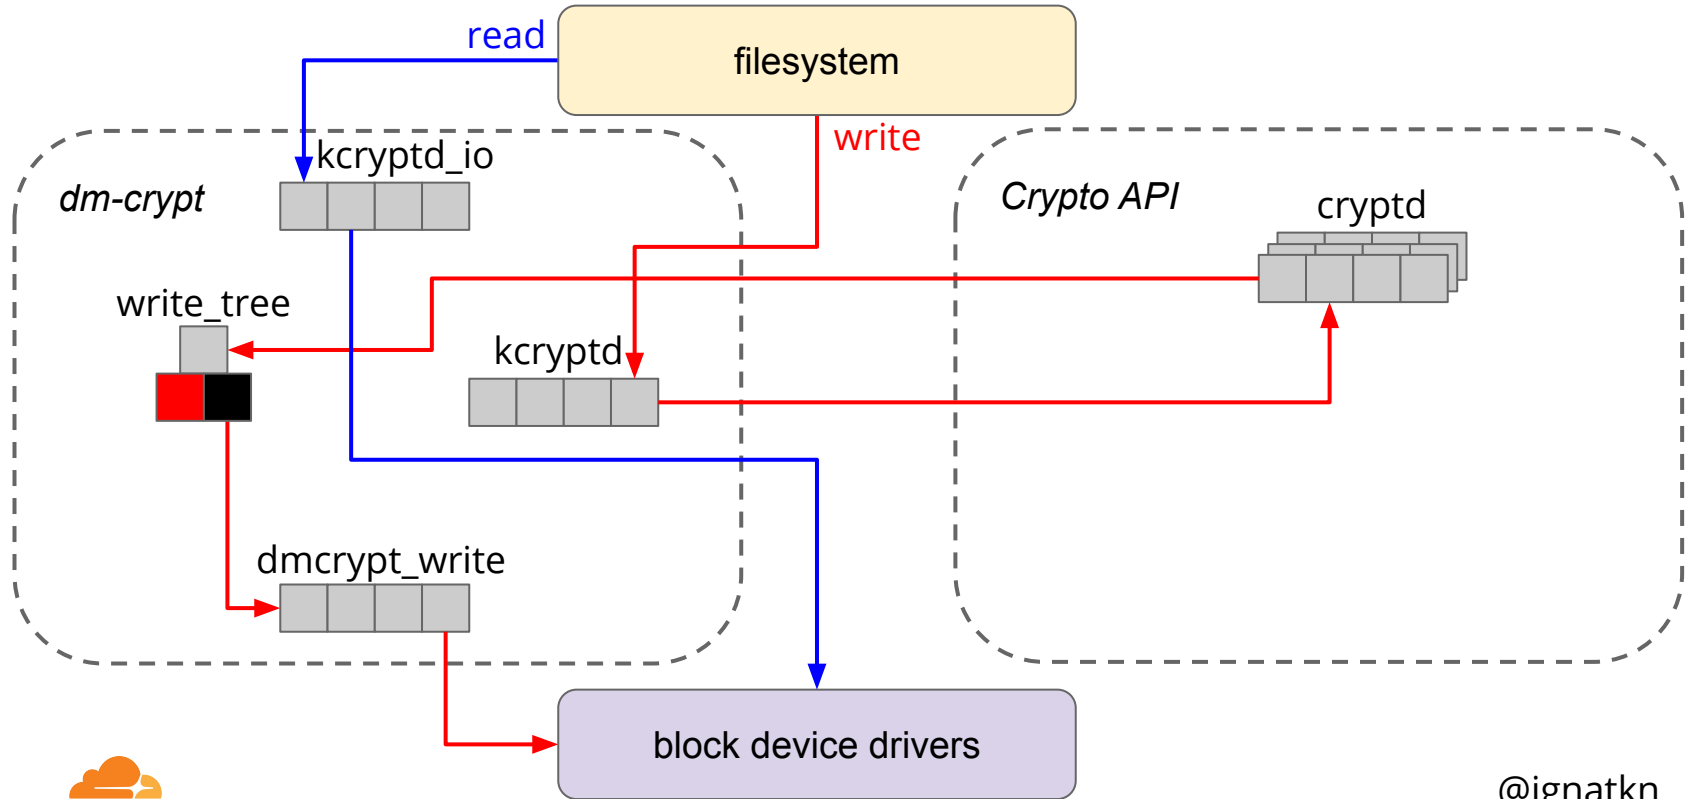 read
filesystem
write
kcryptd_io
dm-crypt
Crypto API
cryptd
write_tree
kcryptd
dmcrypt_write
block device drivers
@ignatkn